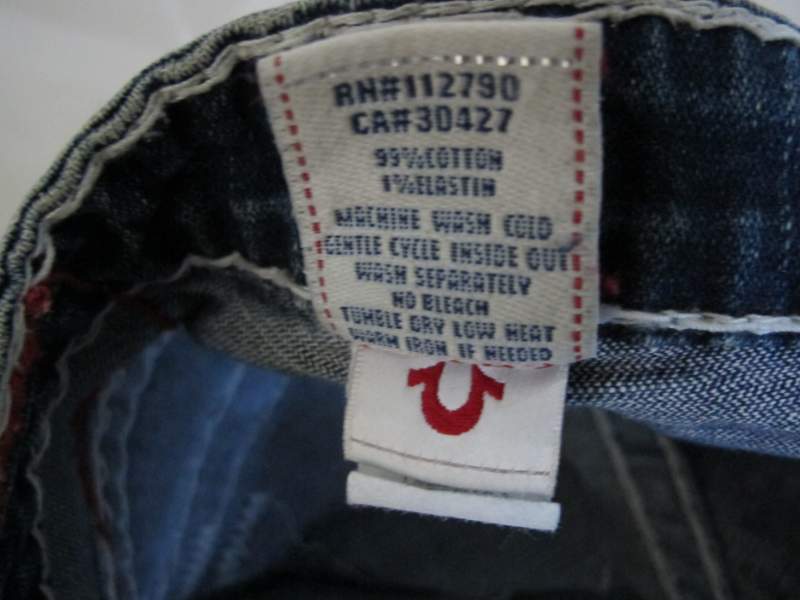 RN#112790
CA#30427
99%COTTON
1%ELASTIN
MACHINE WASH COLD
GENTLE CYCLE INSIDE OUT
WASH SEPARATELY
NO BLEACH
TUMBLE DRY LOW HEAT
WARM IRON IF NEEDED